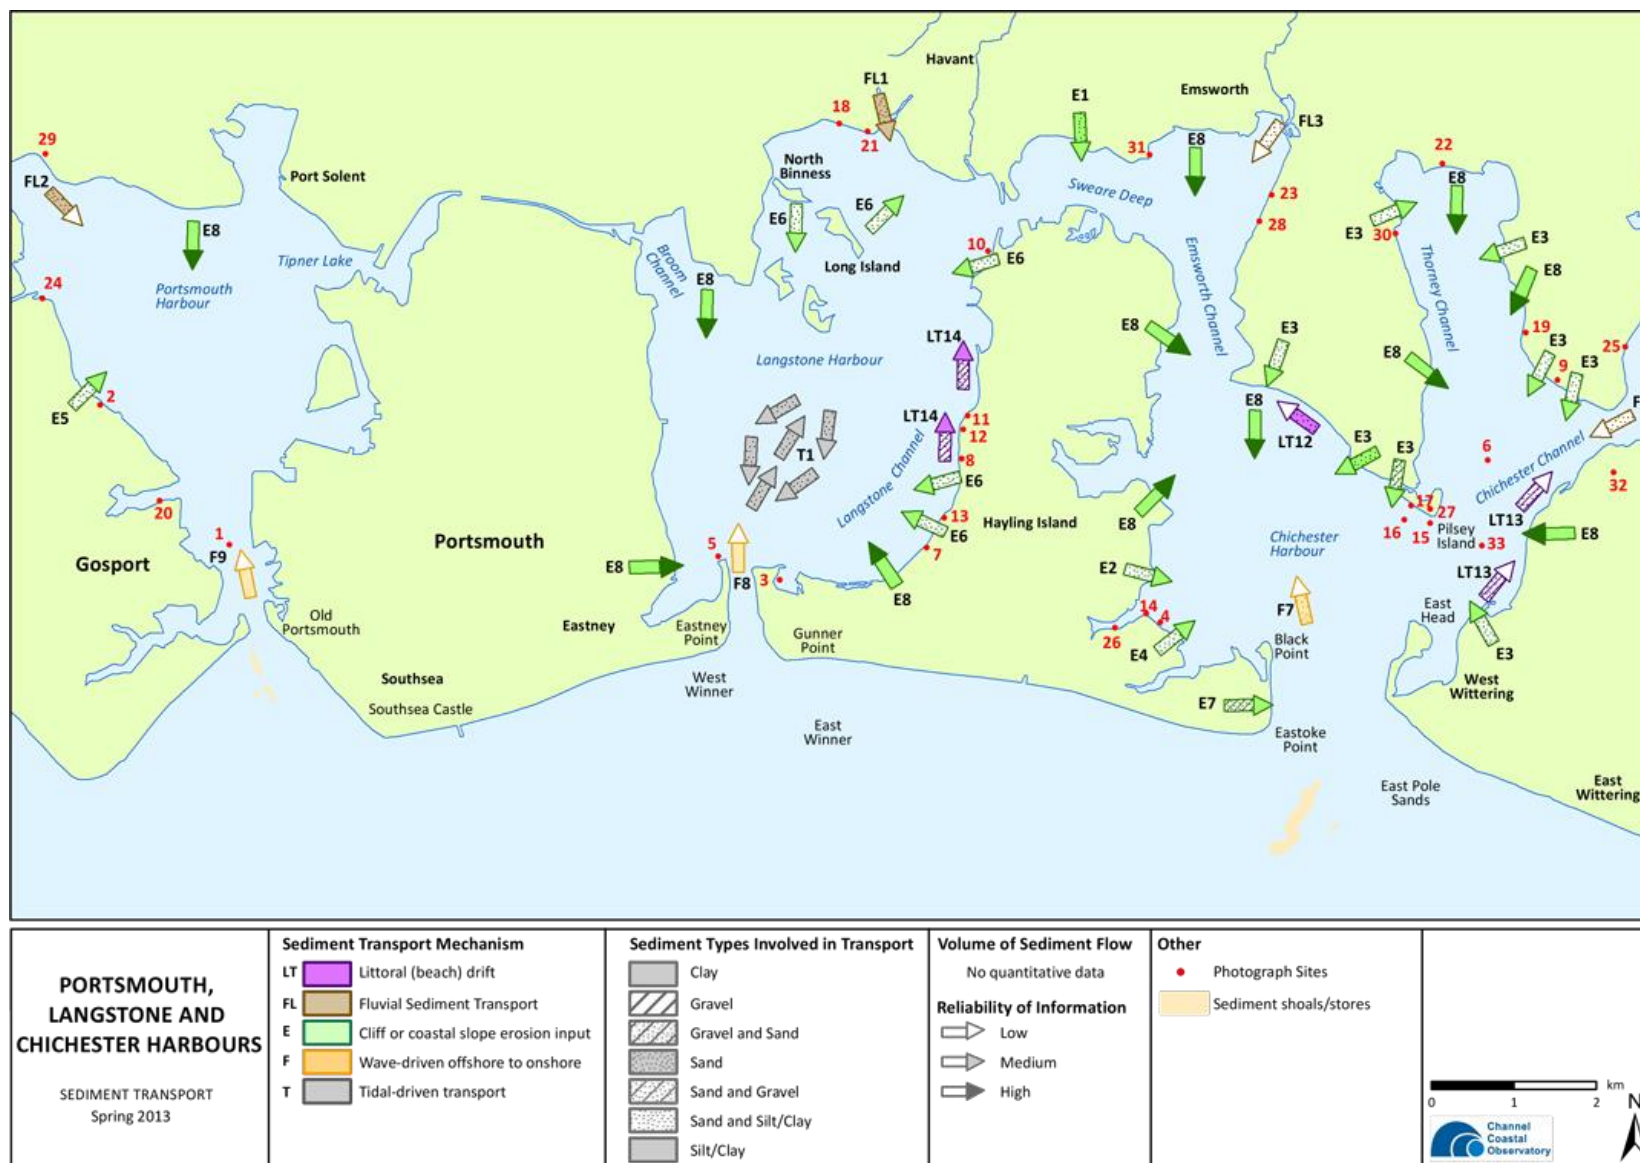 Havant
FL1
18
E1
Emsworth
FL3
29
21
31
E8
22
FL2
Port Solent
North
Binness
Sweare Deep
E8
23
E8
E6
E6
28
E3
30
E3
Tipner Lake
Broom
Channel
Long Island
10
E6
E8
24
Portsmouth
Harbour
E8
Emsworth Channel
Thorney Channel
E8
LT14
E3
19
25
Langstone Harbour
E8
E3
E3
9
2
E5
E8
LT14
11
12
LT12
F
T1
8
E3
E3
6
Chichester Channel
32
Langstone Channel
E6
20
13
Hayling Island
E8
17
27
LT13
1
E6
16
15
Pilsey
Island
33
E8
Gosport
F9
Portsmouth
5
7
Chichester
Harbour
E8
F8
3
E2
LT13
E8
Old
Portsmouth
Eastney
Eastney
Point
Gunner
Point
14
4
26
F7
East
Head
E4
Black
Point
E3
Southsea
West
Winner
West
Wittering
Southsea Castle
E7
East
Winner
Eastoke
Point
East Pole
Sands
East
Wittering
PORTSMOUTH,
LANGSTONE AND
CHICHESTER HARBOURS
SEDIMENT TRANSPORT
Spring 2013
Sediment Transport Mechanism
LT Littoral (beach) drift
FL Fluvial Sediment Transport
E Cliff or coastal slope erosion input
F Wave-driven offshore to onshore
T Tidal-driven transport
Sediment Types Involved in Transport
Clay
Gravel
Gravel and Sand
Sand
Sand and Gravel
Sand and Silt/Clay
Silt/Clay
Volume of Sediment Flow
No quantitative data
Reliability of Information
Low
Medium
High
Other
Photograph Sites
Sediment shoals/stores
km
0 1 2
N
Channel
Coastal
Observatory